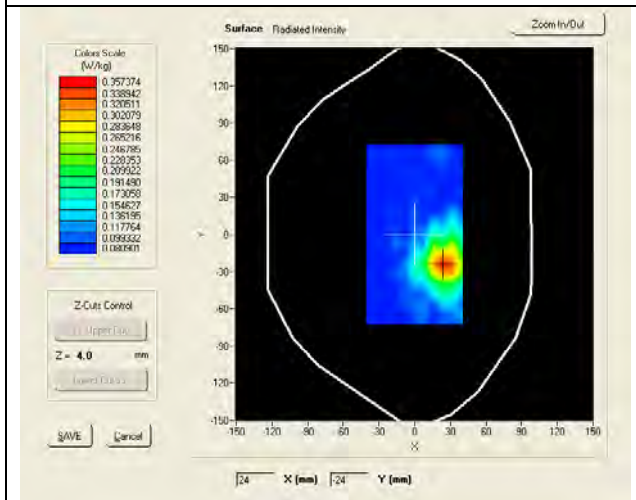 Surface Radiated Intensity
Zoom In/Out
Colors Scale
(W/kg)
0.357374
0.338942
0.320511
0.302079
0.283648
0.265216
0.246785
0.228353
0.209922
0.191490
0.173058
0.154627
0.136195
0.117764
0.099332
0.080901
150
120
90
60
30
0
-30
-60
-90
-120
-150
Y
-150 -120 -90 -60 -30 0 30 60 90 120 150
X
Z-Cuts Control
Z = 4.0 mm
SAVE
Cancel
24 X (mm) -24 Y (mm)